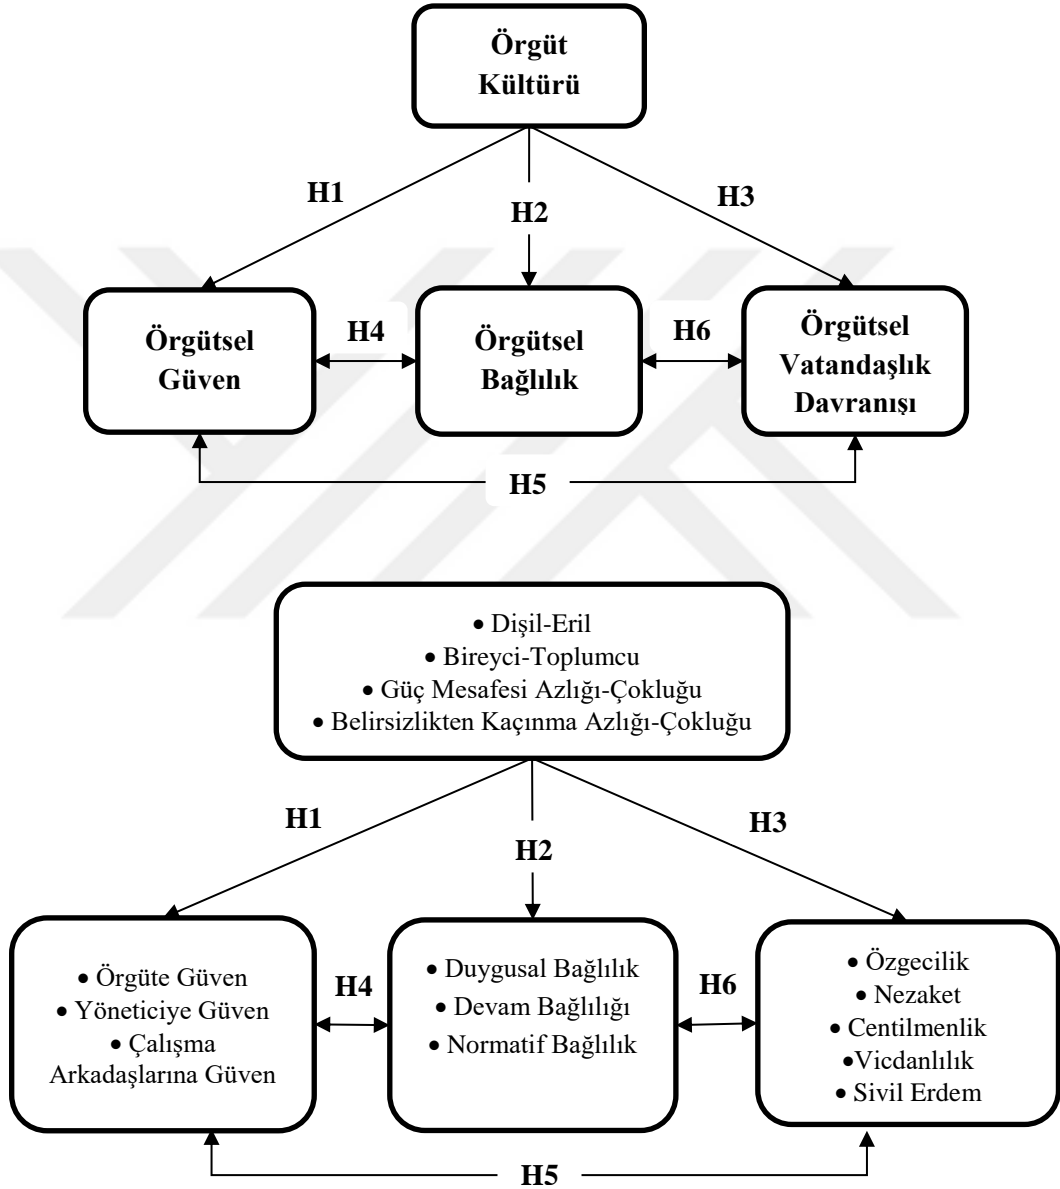 Örgüt
Kültürü
H1
H2
H3
Örgütsel
Güven
H4
Örgütsel
Bağlılık
H6
Örgütsel
Vatandaşlık
Davranışı
H5
• Dişil-Eril
• Bireyci-Toplumcu
• Güç Mesafesi Azlığı-Çokluğu
• Belirsizlikten Kaçınma Azlığı-Çokluğu
H1
H2
H3
• Örgüte Güven
• Yöneticiye Güven
• Çalışma
Arkadaşlarına Güven
H4
• Duygusal Bağlılık
• Devam Bağlılığı
• Normatif Bağlılık
H6
• Özgecilik
• Nezaket
• Centilmenlik
•Vicdanlılık
• Sivil Erdem
H5